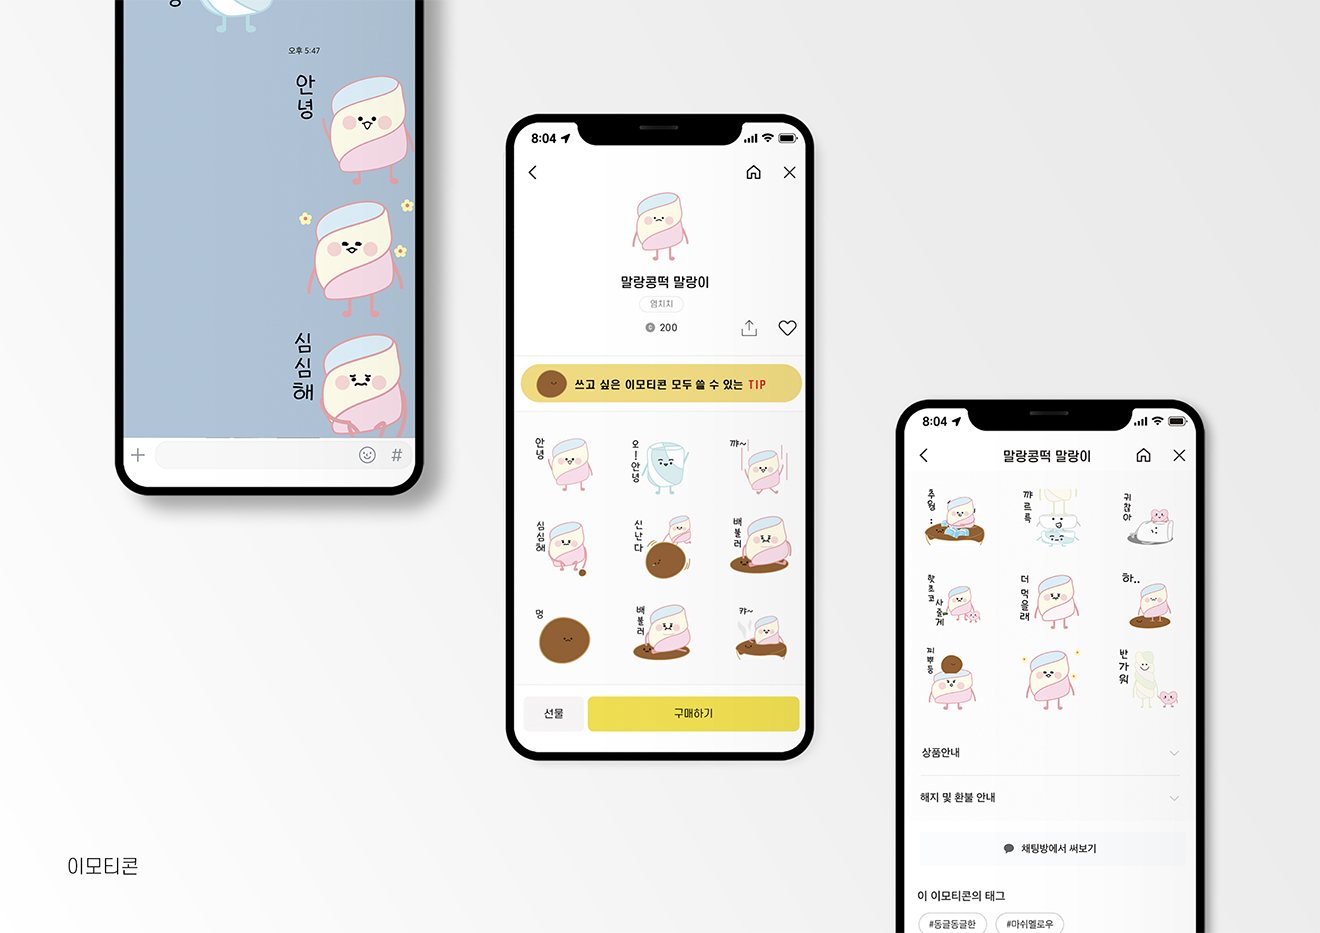 오후 5:47
안녕
심심해
8:04
말랑콩떡 말랑이
염치치
200
쓰고 싶은 이모티콘 모두 쓸 수 있는 TIP
안녕
오!안녕
꺄~
심심해
신난다
배불러
멍
배불러
캬~
선물
구매하기
8:04
말랑콩떡 말랑이
추워
꺄르륵
귀찮아
핫초코 사줄게
더 먹을래
하..
찌뿌둥
반가워
상품안내
해지 및 환불 안내
채팅방에서 써보기
이 이모티콘의 태그
#동글동글한
#마쉬멜로우
이모티콘